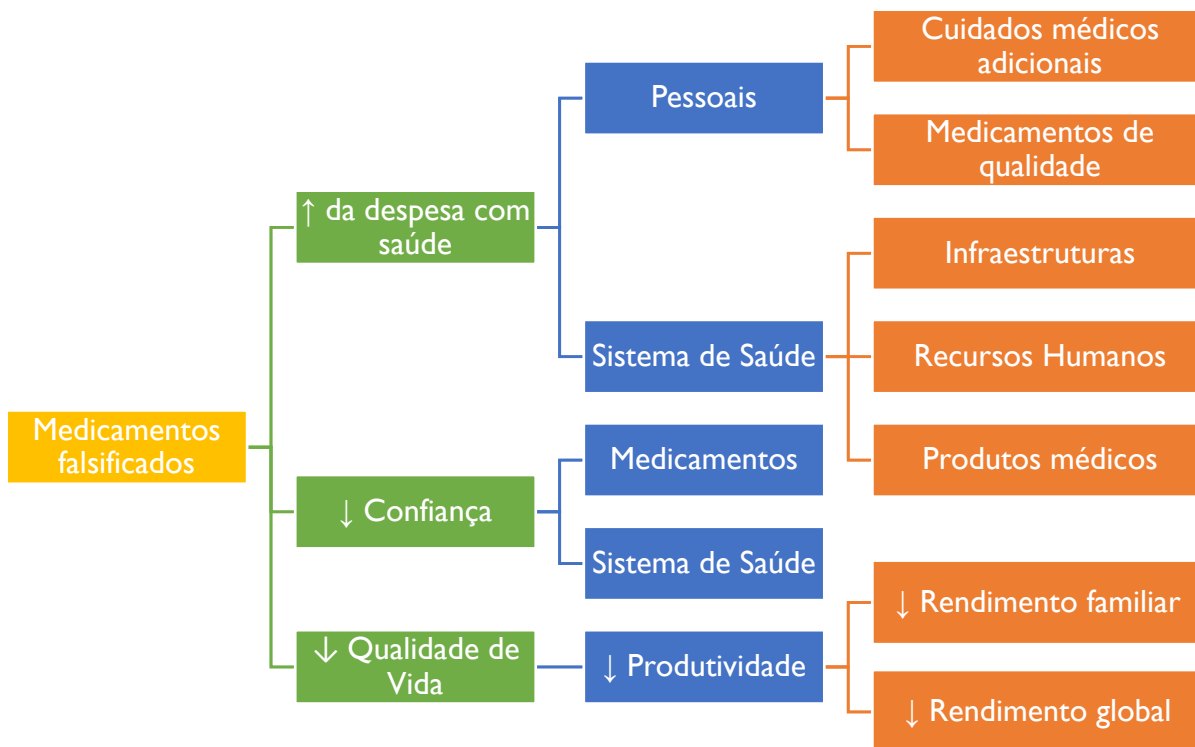 Medicamentos
falsificados
↑ da despesa com
saúde
Pessoais
Cuidados médicos
adicionais
Medicamentos de
qualidade
Sistema de Saúde
Infraestruturas
Recursos Humanos
Produtos médicos
↓ Confiança
Medicamentos
Sistema de Saúde
↓ Qualidade de
Vida
↓ Produtividade
↓ Rendimento familiar
↓ Rendimento global